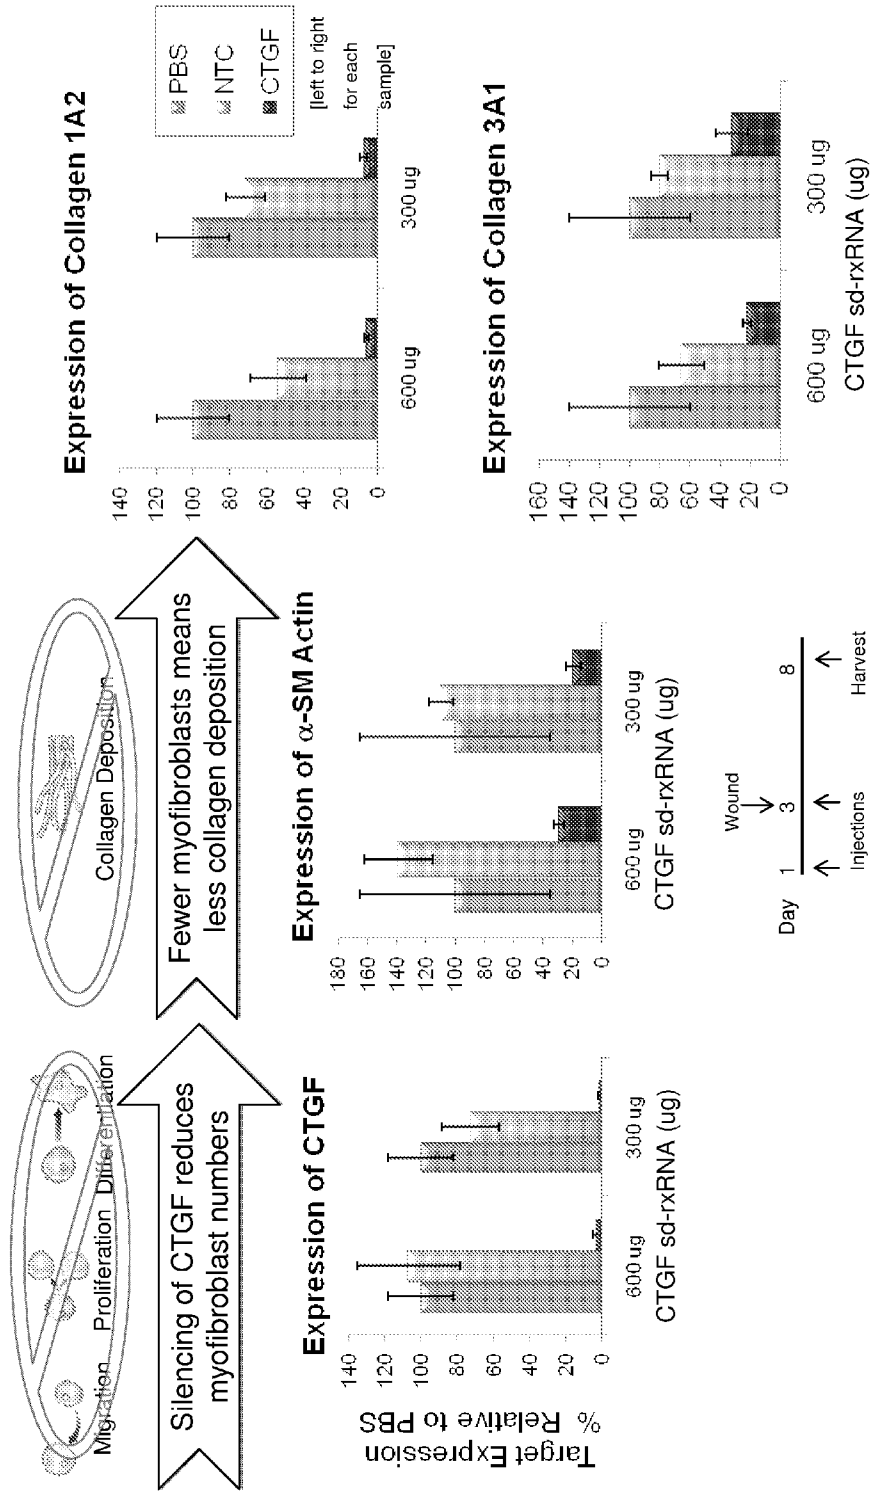 Migration Proliferation Differentiation
Collagen Deposition
Silencing of CTGF reduces
myofibroblast numbers
Fewer myofibroblasts means
less collagen deposition
Expression of CTGF
Target Expression
% Relative to PBS
140
120
100
80
60
40
20
0
600 ug
300 ug
CTGF sd-rxRNA (ug)
Expression of α-SM Actin
180
160
140
120
100
80
60
40
20
0
600 ug
300 ug
CTGF sd-rxRNA (ug)
Wound
Day 1 3 8
Injections
Harvest
Expression of Collagen 1A2
140
120
100
80
60
40
20
0
600 ug
300 ug
PBS
NTC
CTGF
[left to right
for each
sample]
Expression of Collagen 3A1
160
140
120
100
80
60
40
20
0
600 ug
300 ug
CTGF sd-rxRNA (ug)